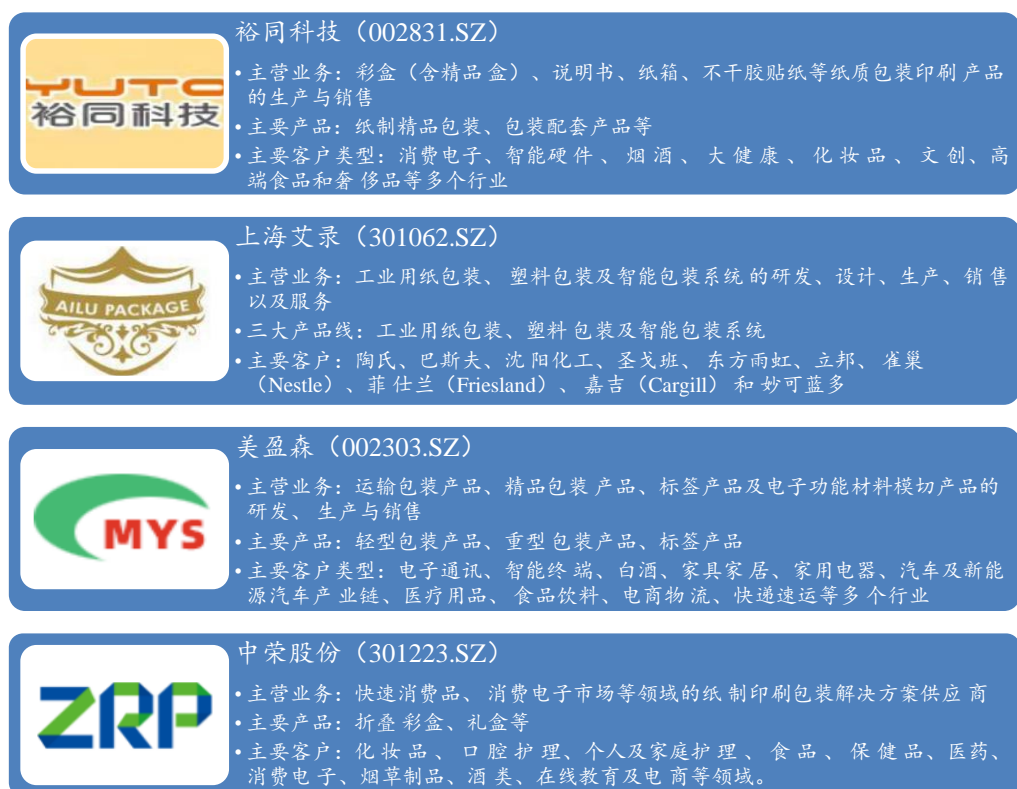 裕同科技（002831.SZ）
YUTO
裕同科技
•主营业务：彩盒（含精品盒）、说明书、纸箱、不干胶贴纸等纸质包装印刷产品
的生产与销售
•主要产品：纸制精品包装、包装配套产品等
•主要客户类型：消费电子、智能硬件、烟酒、大健康、化妆品、文创、高
端食品和奢侈品等多个行业
上海艾录（301062.SZ）
AILU PACKAGE
•主营业务：工业用纸包装、塑料包装及智能包装系统的研发、设计、生产、销售
以及服务
•三大产品线：工业用纸包装、塑料包装及智能包装系统
•主要客户：陶氏、巴斯夫、沈阳化工、圣戈班、东方雨虹、立邦、雀巢
（Nestle）、菲仕兰（Friesland）、嘉吉（Cargill）和妙可蓝多
美盈森（002303.SZ）
MYS
•主营业务：运输包装产品、精品包装产品、标签产品及电子功能材料模切产品的
研发、生产与销售
•主要产品：轻型包装产品、重型包装产品、标签产品
•主要客户类型：电子通讯、智能终端、白酒、家具家居、家用电器、汽车及新能
源汽车产业链、医疗用品、食品饮料、电商物流、快递速运等多个行业
中荣股份（301223.SZ）
ZRP
•主营业务：快速消费品、消费电子市场等领域的纸制印刷包装解决方案供应商
•主要产品：折叠彩盒、礼盒等
•主要客户：化妆品、口腔护理、个人及家庭护理、食品、保健品、医药、
消费电子、烟草制品、酒类、在线教育及电商等领域。